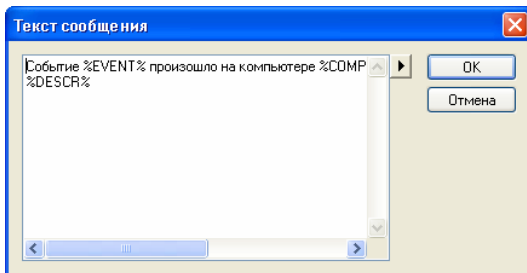 Текст сообщения
Событие %EVENT% произошло на компьютере %COMP
%DESCR%
OK
Отмена